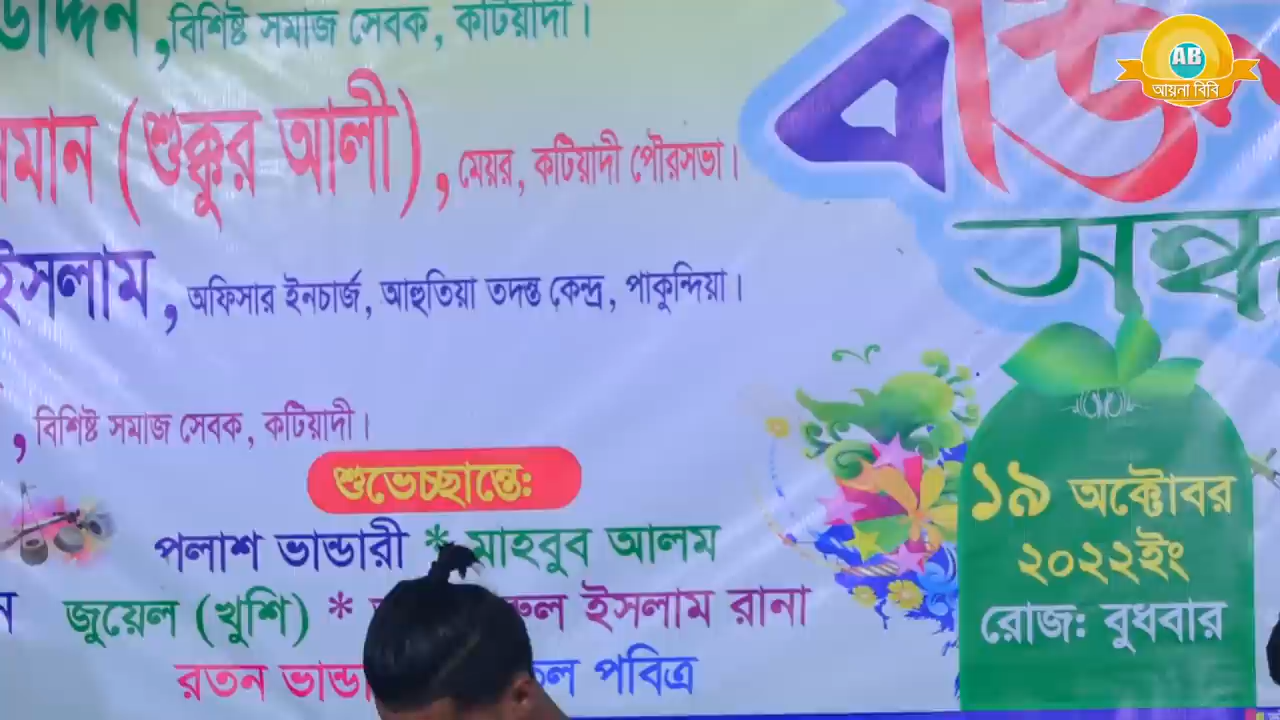 বিশিষ্ট সমাজ সেবক, কটিয়াদী।
(শুক্কুর আলী), মেয়র, কটিয়াদী পৌরসভা।
ইসলাম, অফিসার ইনচার্জ, আহুতিয়া তদন্ত কেন্দ্র, পাকুন্দিয়া।
, বিশিষ্ট সমাজ সেবক, কটিয়াদী।
শুভেচ্ছান্তে:
পলাশ ভান্ডারী * মাহবুব আলম
জুয়েল (খুশি) * ইসলাম রানা
রতন পবিত্র
১৯ অক্টোবর
২০২২ইং
রোজ: বুধবার
AB
আয়না বিবি